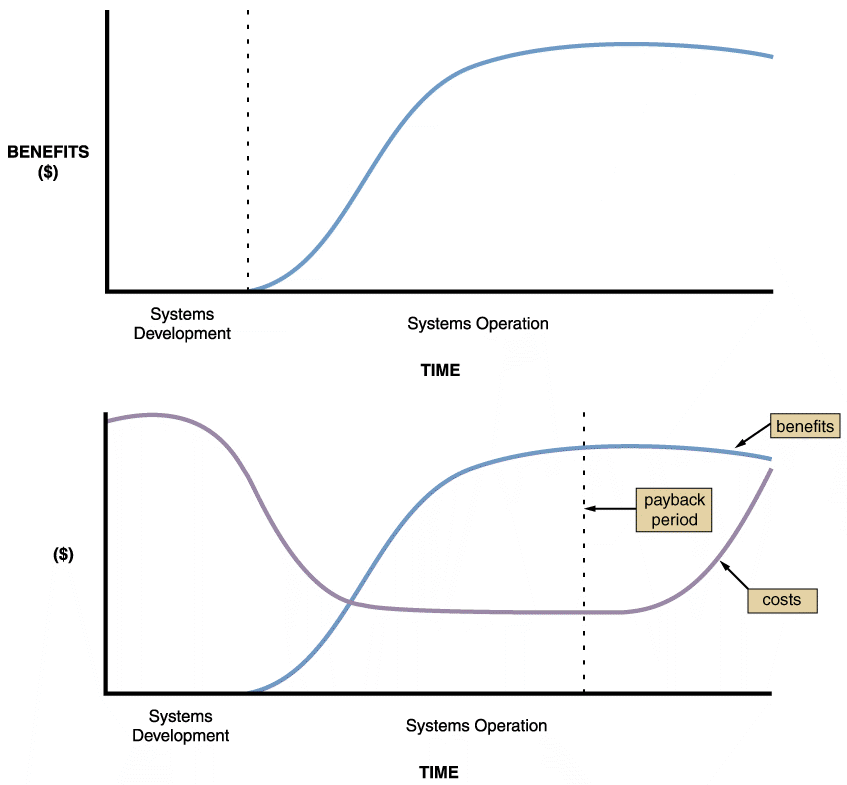 BENEFITS
($)
Systems
Development
Systems Operation
TIME
benefits
payback
period
($)
costs
Systems
Development
Systems Operation
TIME